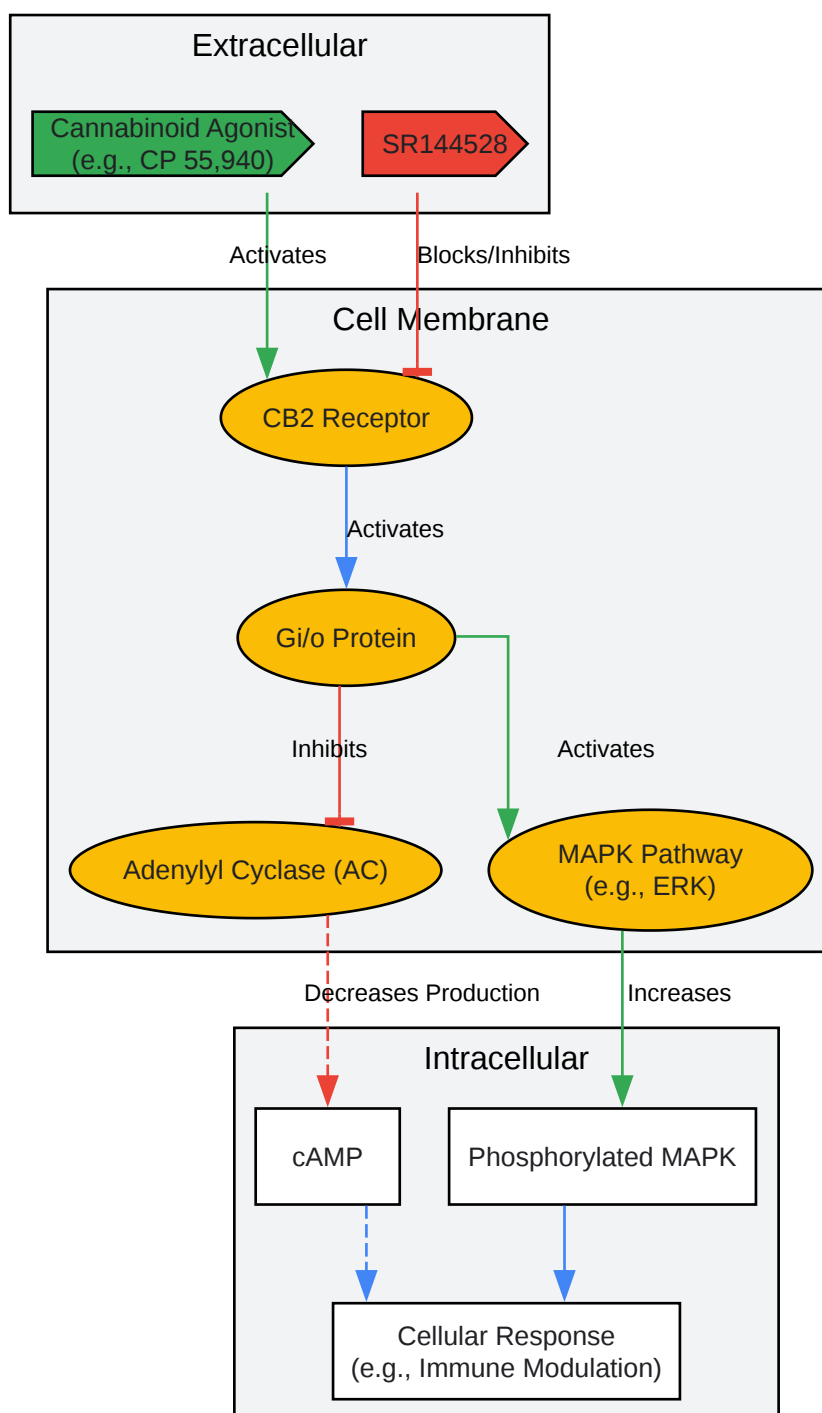 Extracellular
Cannabinoid Agonist
(e.g., CP 55,940)
SR144528
Activates
Blocks/Inhibits
Cell Membrane
CB2 Receptor
Activates
Gi/o Protein
Inhibits
Activates
Adenylyl Cyclase (AC)
MAPK Pathway
(e.g., ERK)
Decreases Production
Increases
Intracellular
cAMP
Phosphorylated MAPK
Cellular Response
(e.g., Immune Modulation)